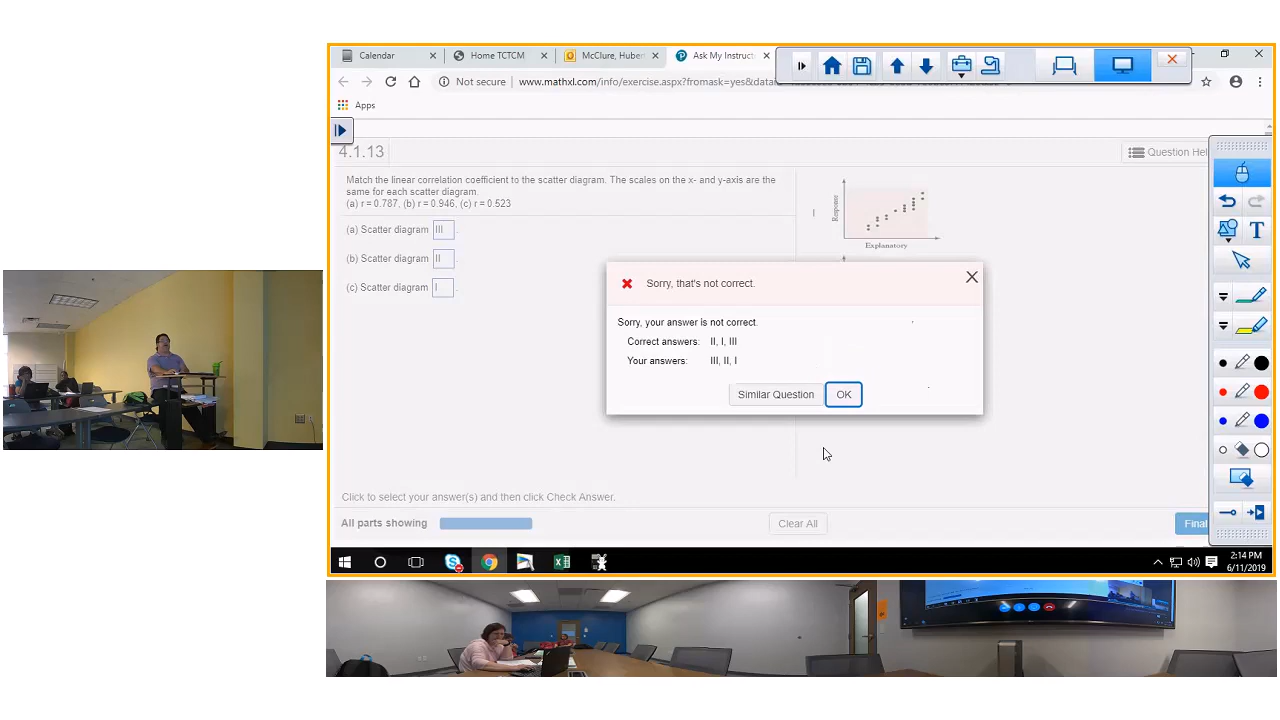 Calendar
Home TCTCM
McClure, Huber
Ask My Instruct
Not secure
www.mathxl.com/info/exercise.aspx?fromask=yes&data
Apps
4.1.13
Question Hel
Match the linear correlation coefficient to the scatter diagram. The scales on the x- and y-axis are the
same for each scatter diagram.
(a) r = 0.787, (b) r = 0.946, (c) r = 0.523
(a) Scatter diagram III
(b) Scatter diagram II
(c) Scatter diagram I
I
Response
Explanatory
Sorry, that's not correct.
Sorry, your answer is not correct.
Correct answers: II, I, III
Your answers: III, II, I
Similar Question
OK
T
Click to select your answer(s) and then click Check Answer.
All parts showing
Clear All
Final
2:14 PM
6/11/2019